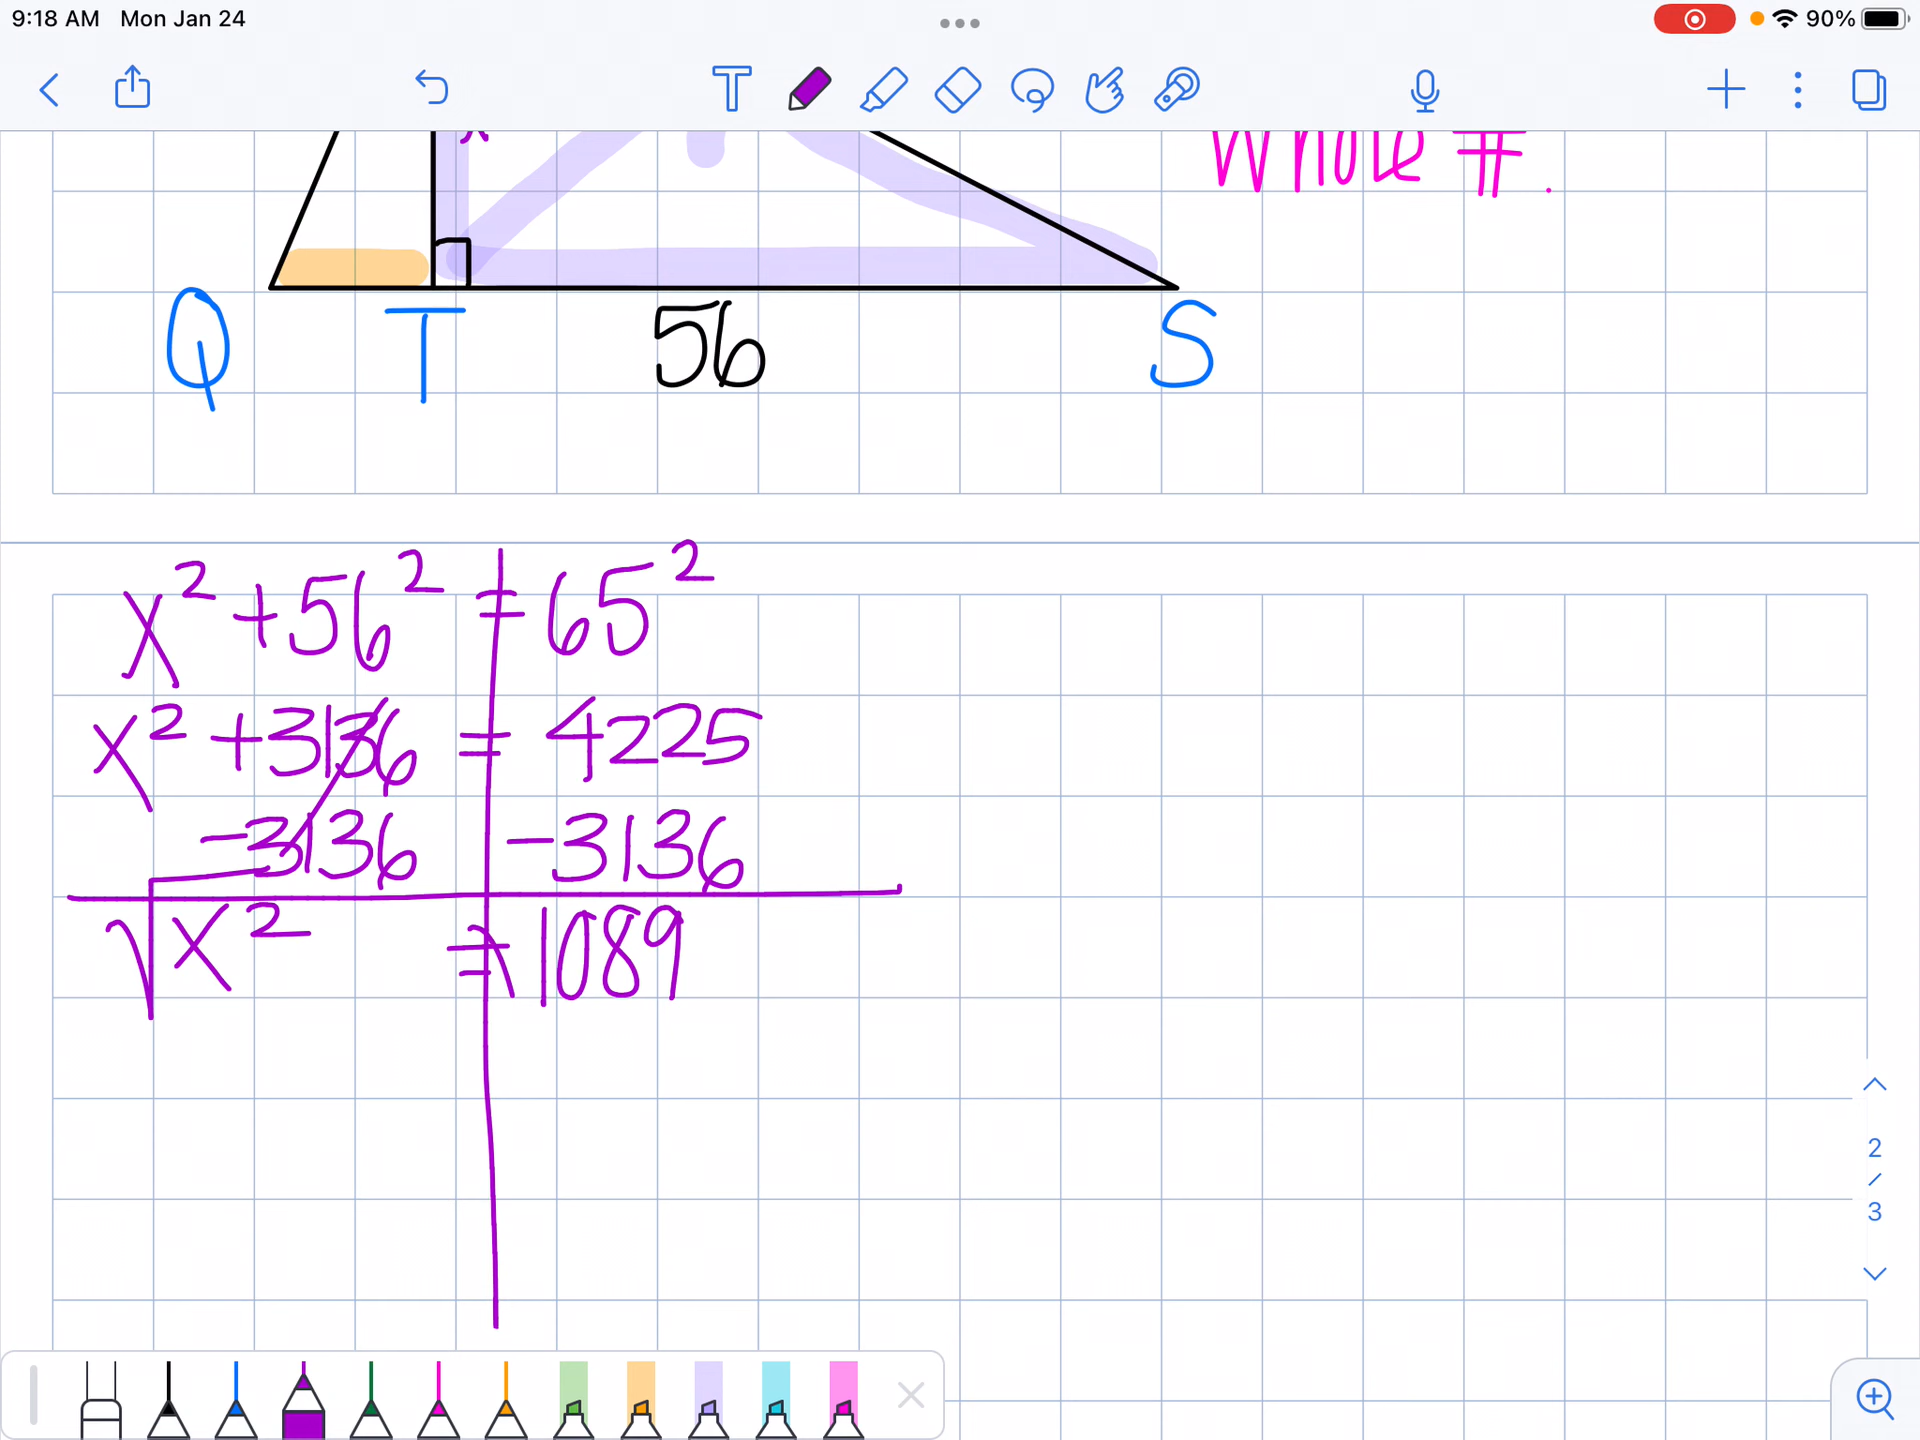 9:18 AM Mon Jan 24 90%
Whole #.
Q T 56 S
x² + 56² = 65²
x² + 3136 = 4225
-3136 -3136
√x² = 1089
2
/
3